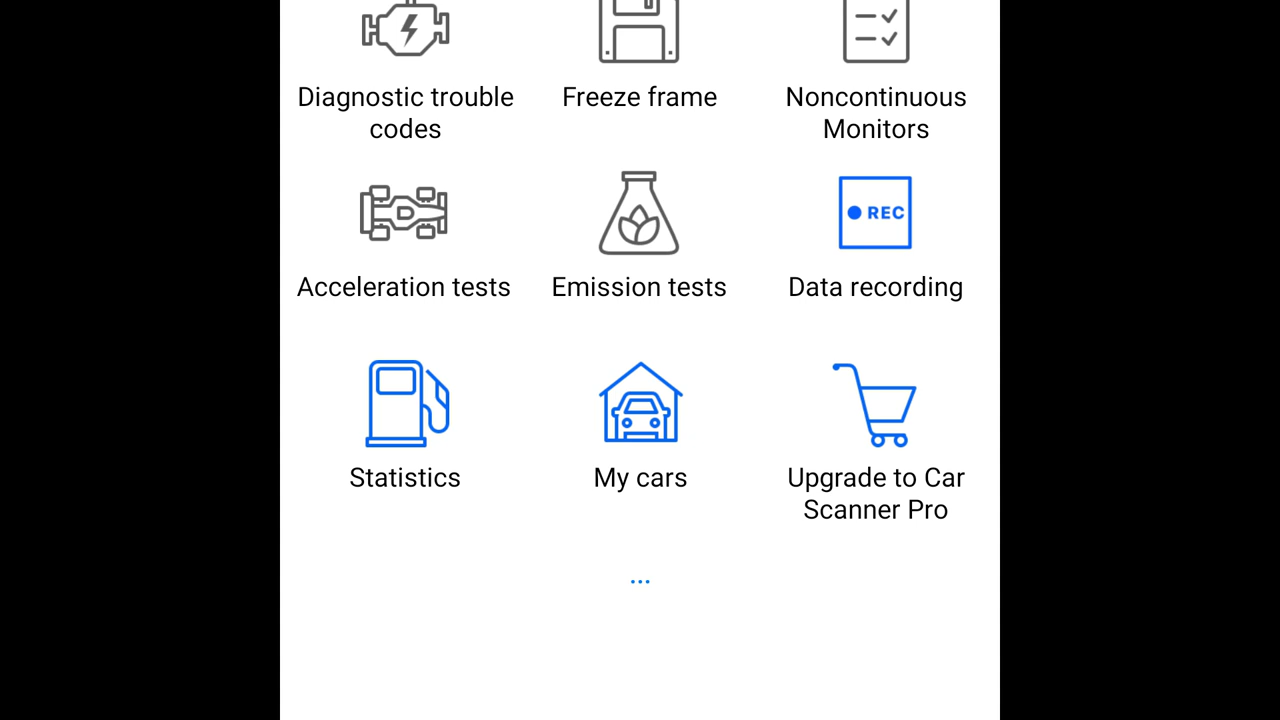 Diagnostic trouble
codes
Freeze frame
Noncontinuous
Monitors
Acceleration tests
Emission tests
REC
Data recording
Statistics
My cars
Upgrade to Car
Scanner Pro
...